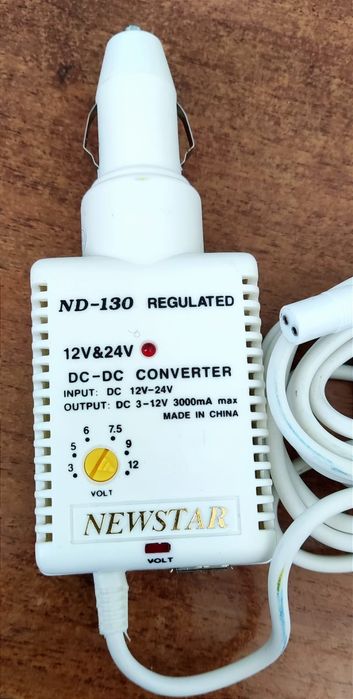 ND-130 REGULATED
12V&24V
DC-DC CONVERTER
INPUT: DC 12V-24V
OUTPUT: DC 3-12V 3000mA max
MADE IN CHINA
3 5 6 7.5 9 12
VOLT
NEWSTAR
VOLT